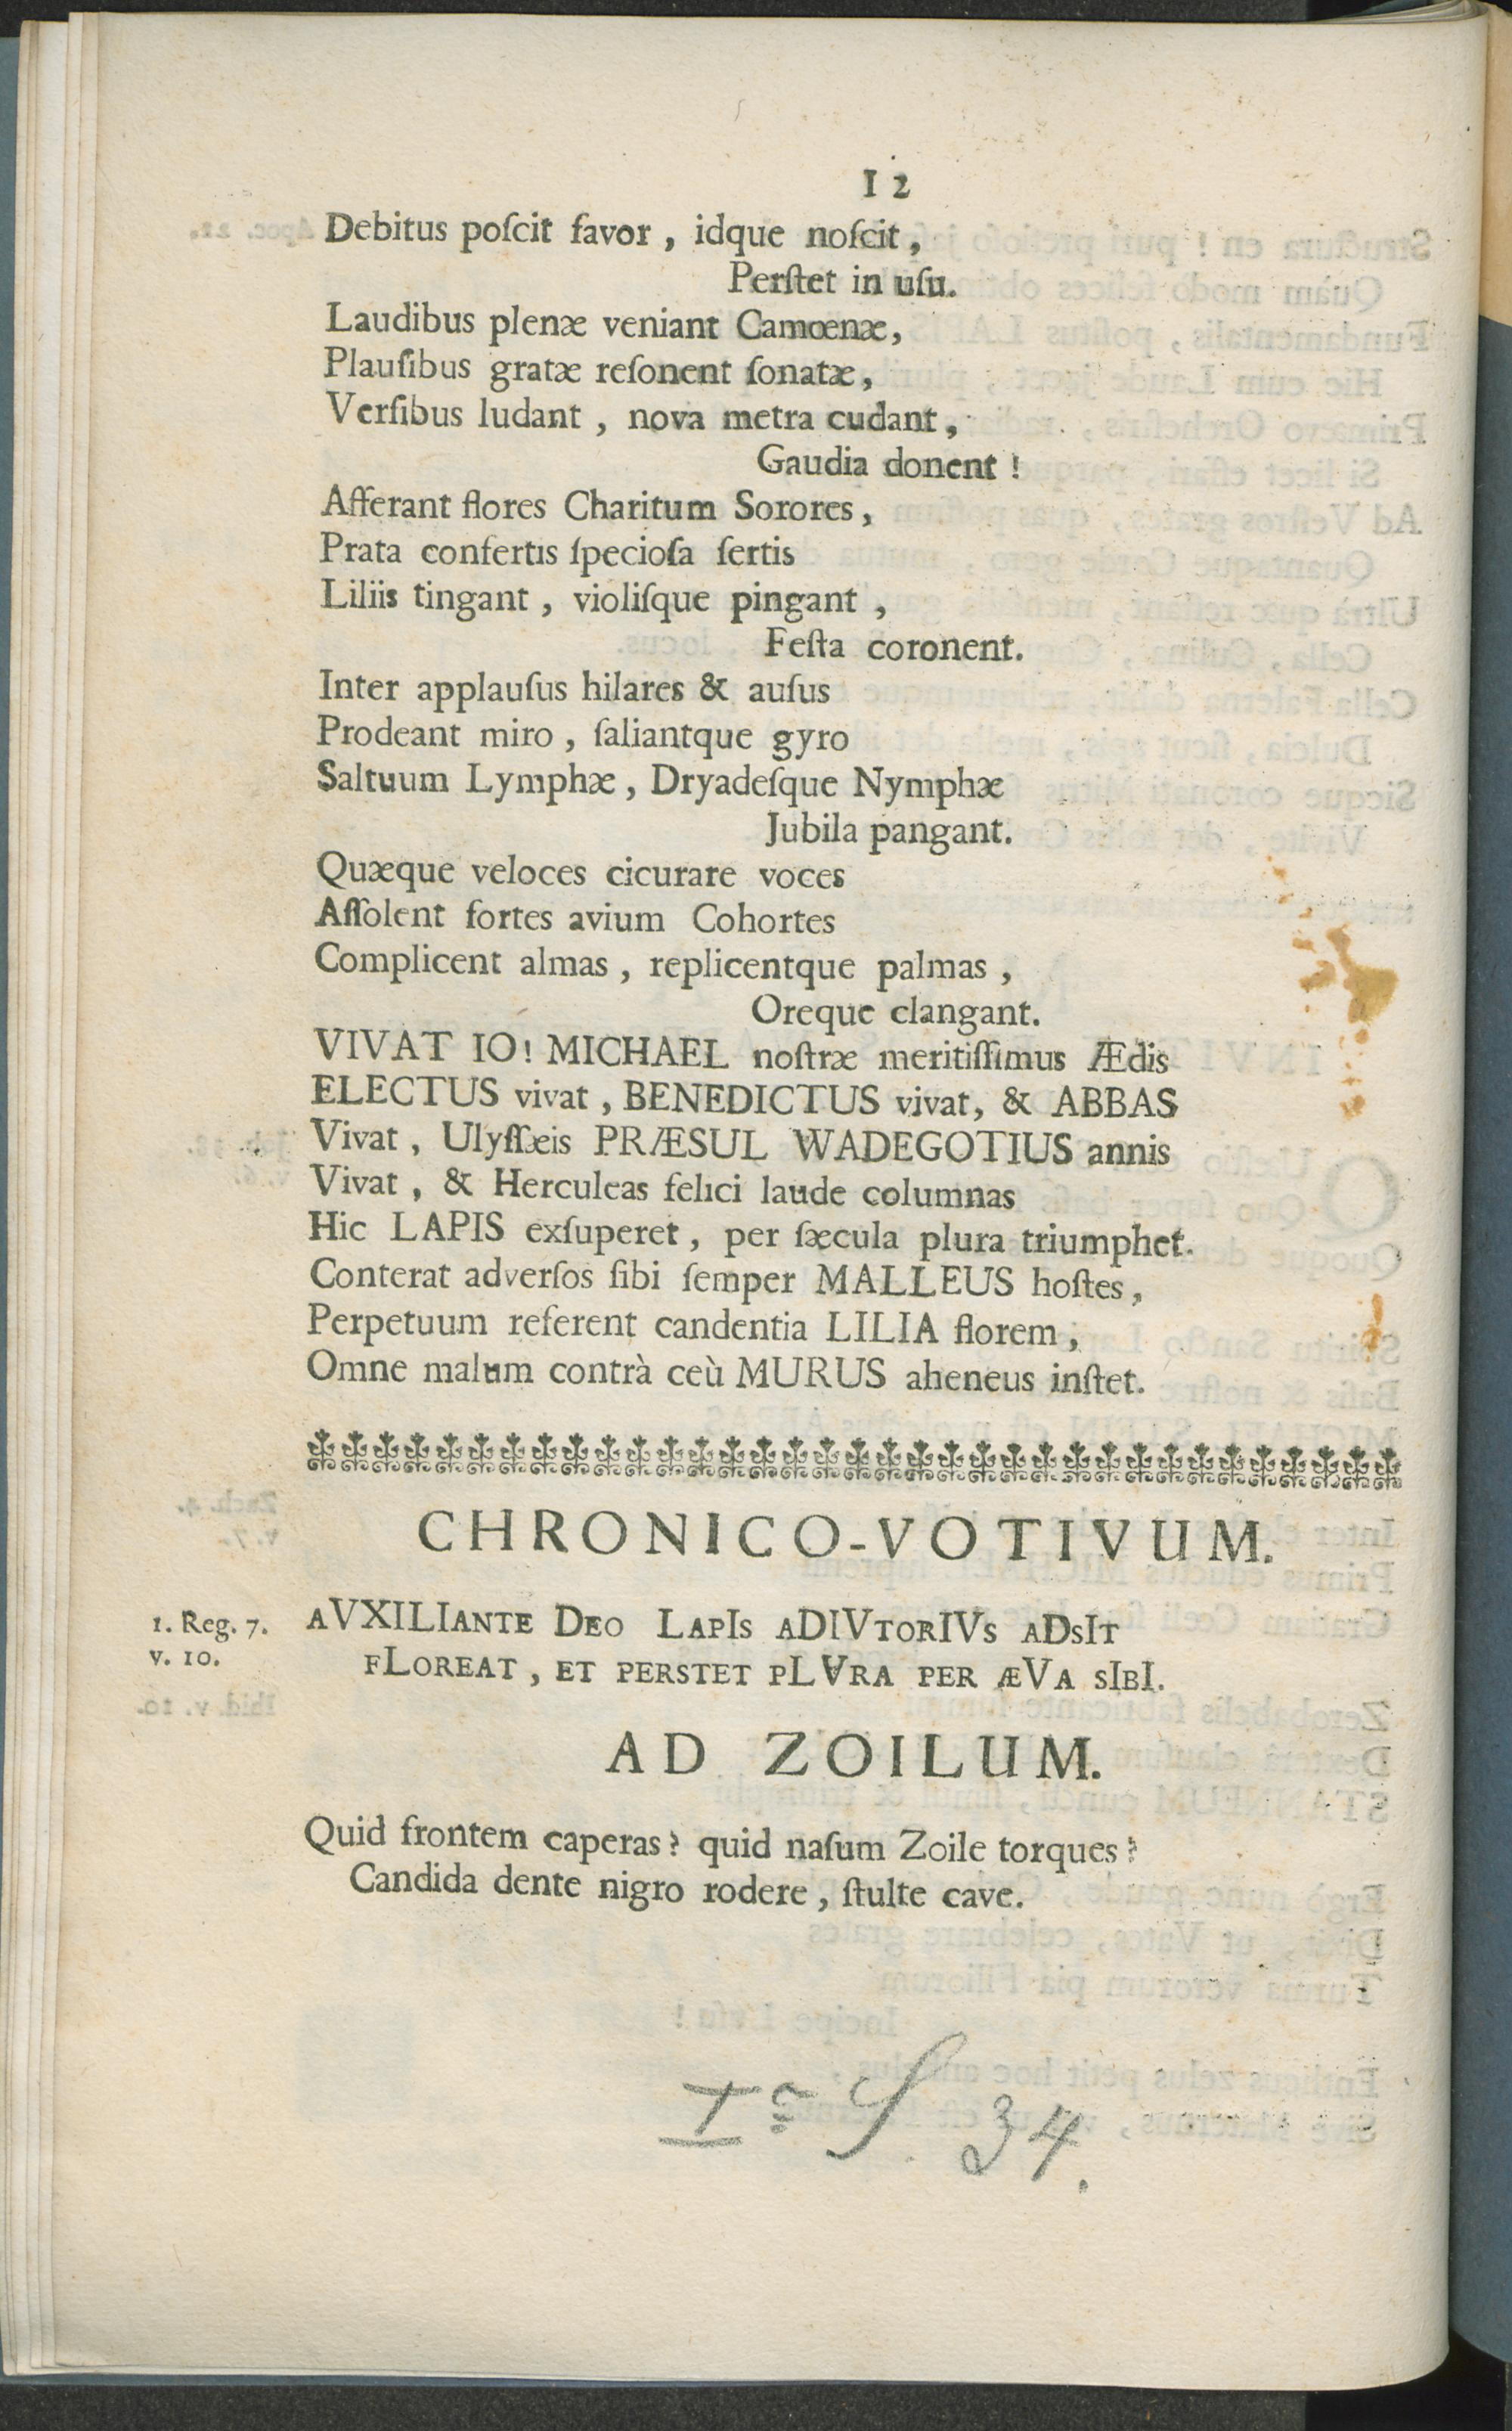 12
Debitus poſcit favor, idque noſcit,
Perſtet in uſu.
Laudibus plenæ veniant Camœnæ,
Plauſibus gratæ reſonent ſonatæ,
Verſibus ludant, nova metra cudant,
Gaudia donent!
Afferant flores Charitum Sorores,
Prata confertis ſpecioſa ſertis
Liliis tingant, violiſque pingant,
Feſta coronent.
Inter applauſus hilares & auſus
Prodeant miro, ſaliantque gyro
Saltuum Lymphæ, Dryadeſque Nymphæ
Jubila pangant.
Quæque veloces cicurare voces
Aſſolent fortes avium Cohortes
Complicent almas, replicentque palmas,
Oreque clangant.
VIVAT IO! MICHAEL noſtræ meritiſſimus Ædis
ELECTUS vivat, BENEDICTUS vivat, & ABBAS
Vivat, Ulyſſæis PRÆSUL WADEGOTIUS annis
Vivat, & Herculeas felici laude columnas
Hic LAPIS exſuperet, per ſæcula plura triumphet.
Conterat adverſos ſibi ſemper MALLEUS hoſtes,
Perpetuum referent candentia LILIA florem,
Omne malum contrà ceù MURUS aheneus inſtet.
CHRONICO-VOTIVUM.
1. Reg. 7. v. 10.
aVXILIante Deo LapIs aDIVtorIVs aDsIt
fLoreat, et perstet pLVra per æVa sIbI.
AD ZOILUM.
Quid frontem caperas? quid naſum Zoile torques?
Candida dente nigro rodere, ſtulte cave.
34.